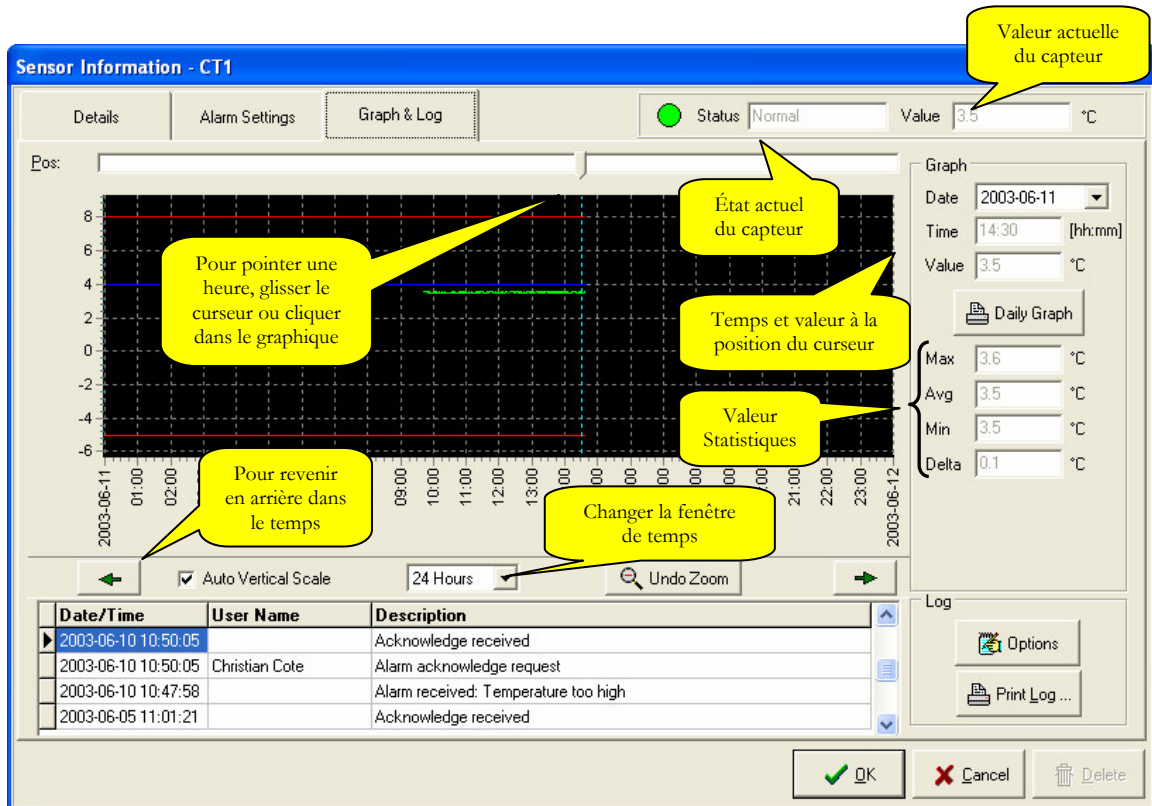 Valeur actuelle
du capteur
Sensor Information - CT1
Details
Alarm Settings
Graph & Log
Status Normal
Value 3.5 °C
Pos:
Graph
Date 2003-06-11
Time 14:30 [hh:mm]
Value 3.5 °C
Daily Graph
Max 3.6 °C
Avg 3.5 °C
Min 3.5 °C
Delta 0.1 °C
État actuel
du capteur
Pour pointer une
heure, glisser le
curseur ou cliquer
dans le graphique
Temps et valeur à la
position du curseur
Valeur
Statistiques
8
6
4
2
0
-2
-4
-6
2003-06-11
01:00
02:00
09:00
10:00
11:00
12:00
13:00
21:00
22:00
23:00
2003-06-12
Pour revenir
en arrière dans
le temps
Changer la fenêtre
de temps
Auto Vertical Scale
24 Hours
Undo Zoom
Date/Time User Name Description
2003-06-10 10:50:05 Acknowledge received
2003-06-10 10:50:05 Christian Cote Alarm acknowledge request
2003-06-10 10:47:58 Alarm received: Temperature too high
2003-06-05 11:01:21 Acknowledge received
Log
Options
Print Log ...
OK
Cancel
Delete